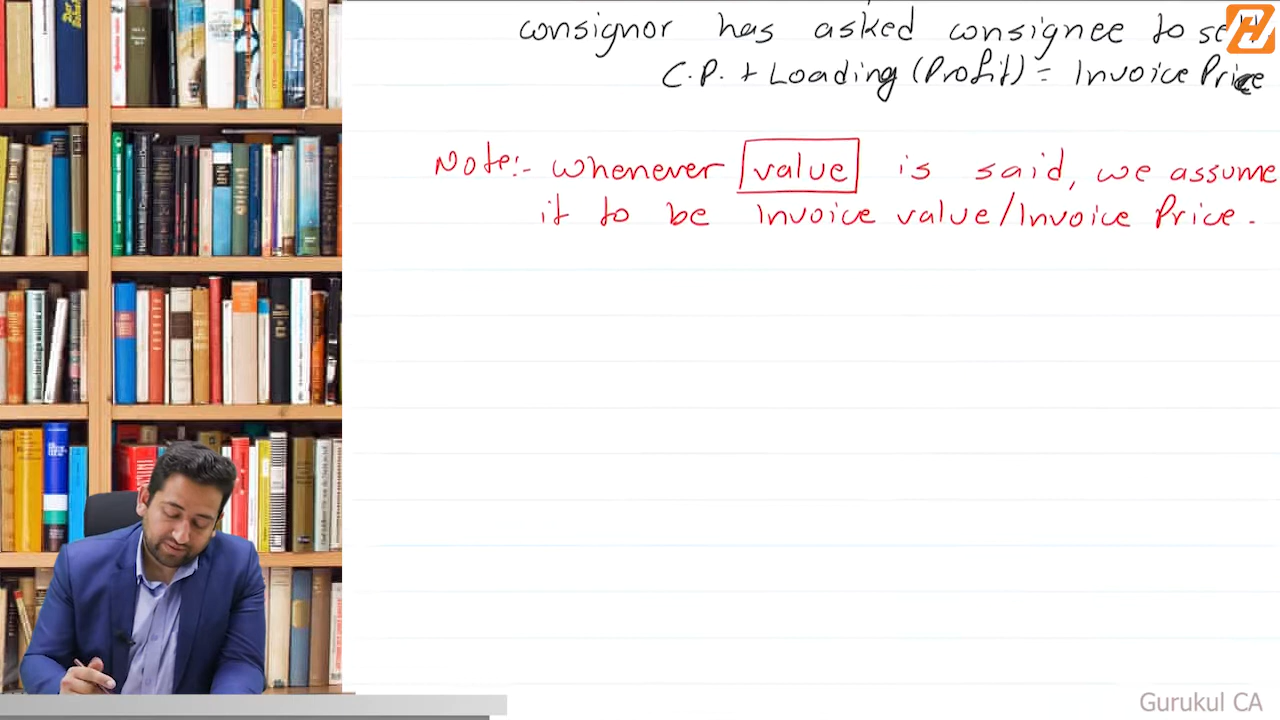 consignor has asked consignee to sell
C.P. + Loading (Profit) = Invoice Price
Note:- Whenever value is said, we assume
it to be Invoice value/Invoice Price.
Gurukul CA